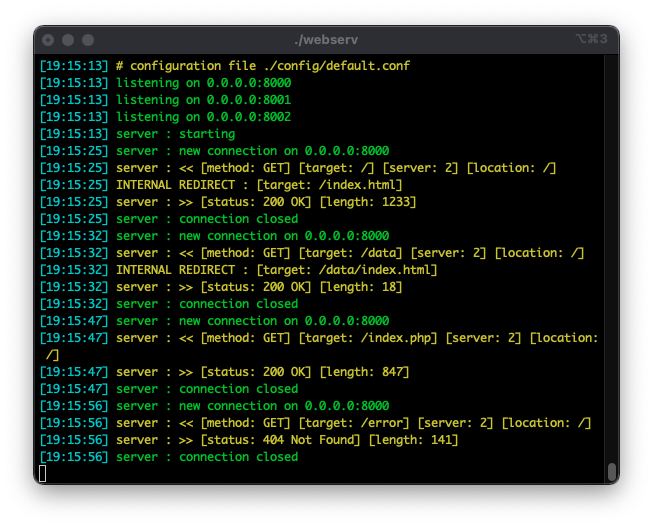 ./webserv
⌥⌘3
[19:15:13] # configuration file ./config/default.conf
[19:15:13] listening on 0.0.0.0:8000
[19:15:13] listening on 0.0.0.0:8001
[19:15:13] listening on 0.0.0.0:8002
[19:15:13] server : starting
[19:15:25] server : new connection on 0.0.0.0:8000
[19:15:25] server : << [method: GET] [target: /] [server: 2] [location: /]
[19:15:25] INTERNAL REDIRECT : [target: /index.html]
[19:15:25] server : >> [status: 200 OK] [length: 1233]
[19:15:25] server : connection closed
[19:15:32] server : new connection on 0.0.0.0:8000
[19:15:32] server : << [method: GET] [target: /data] [server: 2] [location: /]
[19:15:32] INTERNAL REDIRECT : [target: /data/index.html]
[19:15:32] server : >> [status: 200 OK] [length: 18]
[19:15:32] server : connection closed
[19:15:47] server : new connection on 0.0.0.0:8000
[19:15:47] server : << [method: GET] [target: /index.php] [server: 2] [location:
/]
[19:15:47] server : >> [status: 200 OK] [length: 847]
[19:15:47] server : connection closed
[19:15:56] server : new connection on 0.0.0.0:8000
[19:15:56] server : << [method: GET] [target: /error] [server: 2] [location: /]
[19:15:56] server : >> [status: 404 Not Found] [length: 141]
[19:15:56] server : connection closed